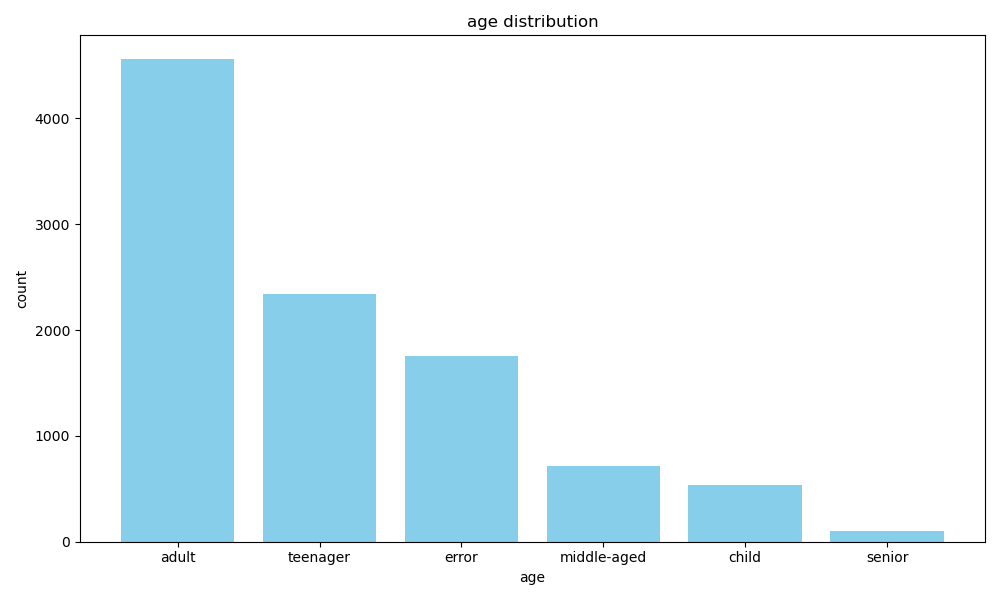 age distribution
count
4000
3000
2000
1000
0
adult teenager error middle-aged child senior
age